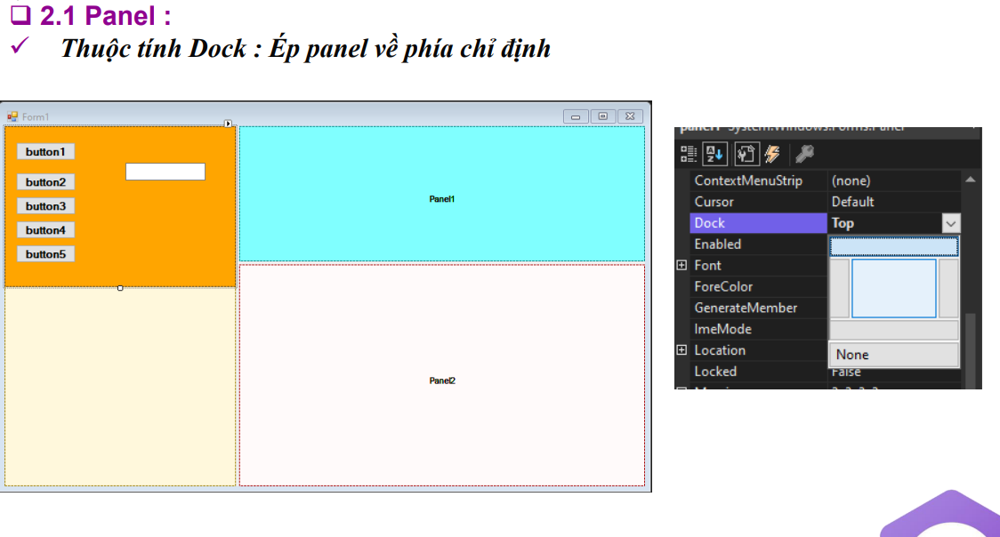 2.1 Panel :
Thuộc tính Dock : Ép panel về phía chỉ định
Form1
button1
button2
button3
button4
button5
Panel1
Panel2
panel1 System.Windows.Forms.Panel
ContextMenuStrip (none)
Cursor Default
Dock Top
Enabled
Font
ForeColor
GenerateMember
ImeMode
Location
None
Locked False